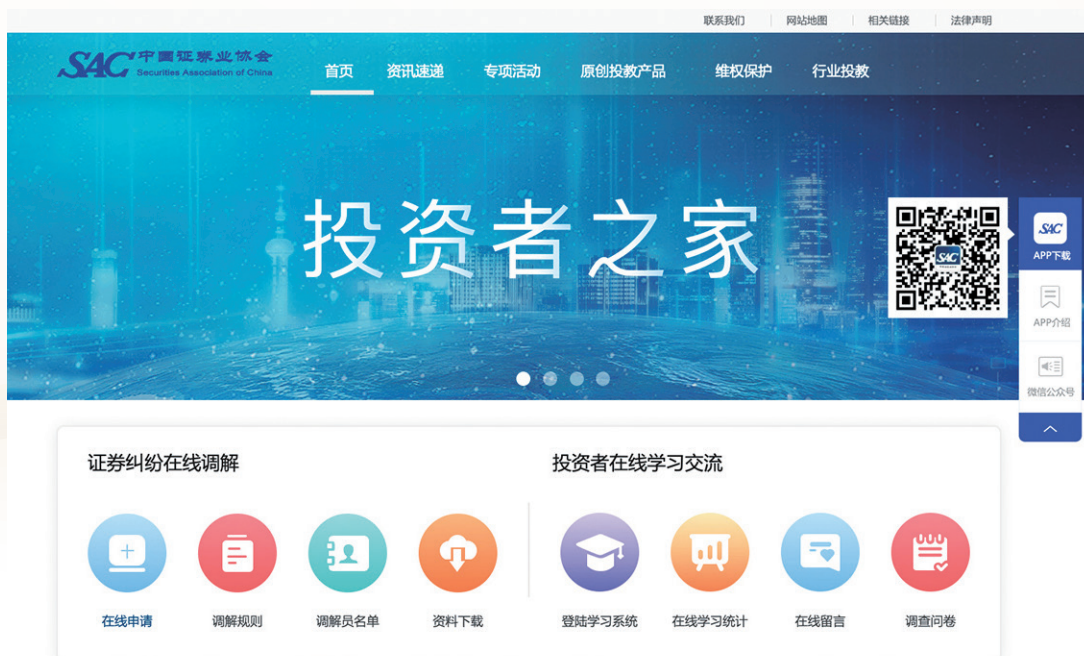 联系我们 网站地图 相关链接 法律声明
SAC 中国证券业协会
Securities Association of China
首页 资讯速递 专项活动 原创投教产品 维权保护 行业投教
投资者之家
SAC
SAC
APP下载
APP介绍
微信公众号
证券纠纷在线调解 投资者在线学习交流
在线申请 调解规则 调解员名单 资料下载 登陆学习系统 在线学习统计 在线留言 调查问卷